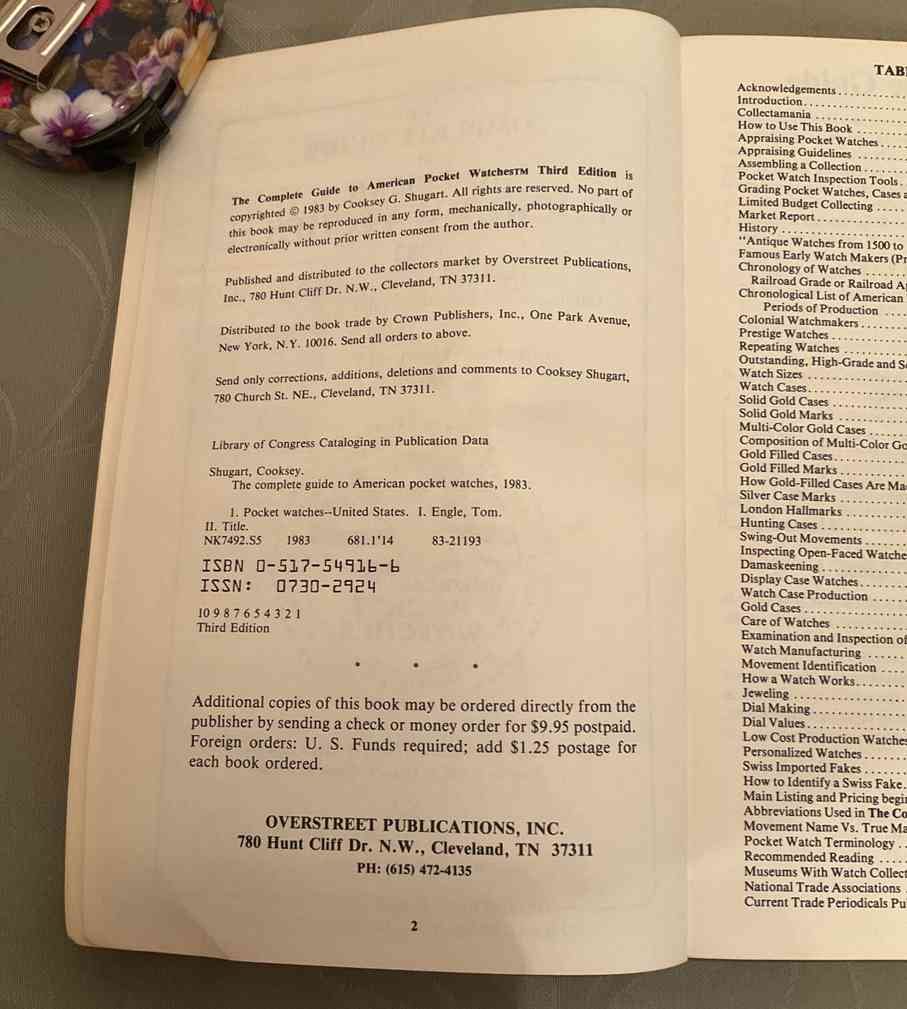 The Complete Guide to American Pocket Watches™ Third Edition is
copyrighted © 1983 by Cooksey G. Shugart. All rights are reserved. No part of
this book may be reproduced in any form, mechanically, photographically or
electronically without prior written consent from the author.
Published and distributed to the collectors market by Overstreet Publications,
Inc., 780 Hunt Cliff Dr. N.W., Cleveland, TN 37311.
Distributed to the book trade by Crown Publishers, Inc., One Park Avenue,
New York, N.Y. 10016. Send all orders to above.
Send only corrections, additions, deletions and comments to Cooksey Shugart,
780 Church St. NE., Cleveland, TN 37311.
Library of Congress Cataloging in Publication Data
Shugart, Cooksey.
The complete guide to American pocket watches, 1983.
1. Pocket watches--United States. I. Engle, Tom.
II. Title.
NK7492.S5 1983 681.1'14 83-21193
ISBN 0-517-54916-6
ISSN: 0730-2924
10 9 8 7 6 5 4 3 2 1
Third Edition
Additional copies of this book may be ordered directly from the
publisher by sending a check or money order for $9.95 postpaid.
Foreign orders: U. S. Funds required; add $1.25 postage for
each book ordered.
OVERSTREET PUBLICATIONS, INC.
780 Hunt Cliff Dr. N.W., Cleveland, TN 37311
PH: (615) 472-4135
2
TAB
Acknowledgements
Introduction
Collectamania
How to Use This Book
Appraising Pocket Watches
Appraising Guidelines
Assembling a Collection
Pocket Watch Inspection Tools
Grading Pocket Watches, Cases a
Limited Budget Collecting
Market Report
History
"Antique Watches from 1500 to
Famous Early Watch Makers (Pr
Chronology of Watches
Railroad Grade or Railroad A
Chronological List of American
Periods of Production
Colonial Watchmakers
Prestige Watches
Repeating Watches
Outstanding, High-Grade and S
Watch Sizes
Watch Cases
Solid Gold Cases
Solid Gold Marks
Multi-Color Gold Cases
Composition of Multi-Color Go
Gold Filled Cases
Gold Filled Marks
How Gold-Filled Cases Are Ma
Silver Case Marks
London Hallmarks
Hunting Cases
Swing-Out Movements
Inspecting Open-Faced Watche
Damaskeening
Display Case Watches
Watch Case Production
Gold Cases
Care of Watches
Examination and Inspection of
Watch Manufacturing
Movement Identification
How a Watch Works
Jeweling
Dial Making
Dial Values
Low Cost Production Watches
Personalized Watches
Swiss Imported Fakes
How to Identify a Swiss Fake
Main Listing and Pricing begin
Abbreviations Used in The Co
Movement Name Vs. True Ma
Pocket Watch Terminology
Recommended Reading
Museums With Watch Collect
National Trade Associations
Current Trade Periodicals Pu